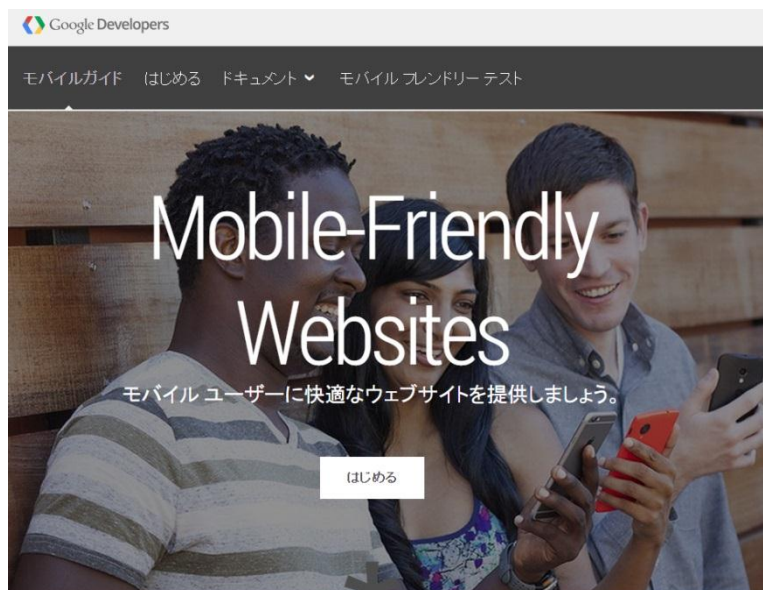 Google Developers
モバイルガイド はじめる ドキュメント モバイル フレンドリー テスト
Mobile-Friendly
Websites
モバイル ユーザーに快適なウェブサイトを提供しましょう。
はじめる